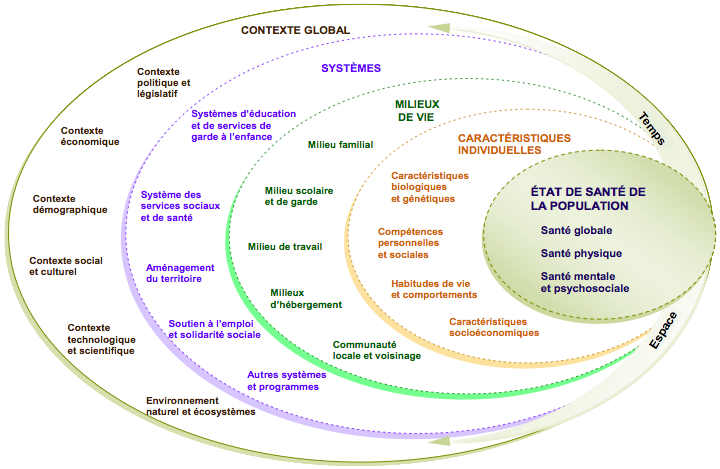 CONTEXTE GLOBAL
Contexte
politique et
législatif
Contexte
économique
Contexte
démographique
Contexte social
et culturel
Contexte
technologique
et scientifique
Environnement
naturel et écosystèmes
SYSTÈMES
Systèmes d'éducation
et de services de
garde à l'enfance
Système des
services sociaux
et de santé
Aménagement
du territoire
Soutien à l'emploi
et solidarité sociale
Autres systèmes
et programmes
MILIEUX
DE VIE
Milieu familial
Milieu scolaire
et de garde
Milieu de travail
Milieux
d'hébergement
Communauté
locale et voisinage
CARACTÉRISTIQUES
INDIVIDUELLES
Caractéristiques
biologiques
et génétiques
Compétences
personnelles
et sociales
Habitudes de vie
et comportements
Caractéristiques
socioéconomiques
ÉTAT DE SANTÉ DE
LA POPULATION
Santé globale
Santé physique
Santé mentale
et psychosociale
Temps
Espace